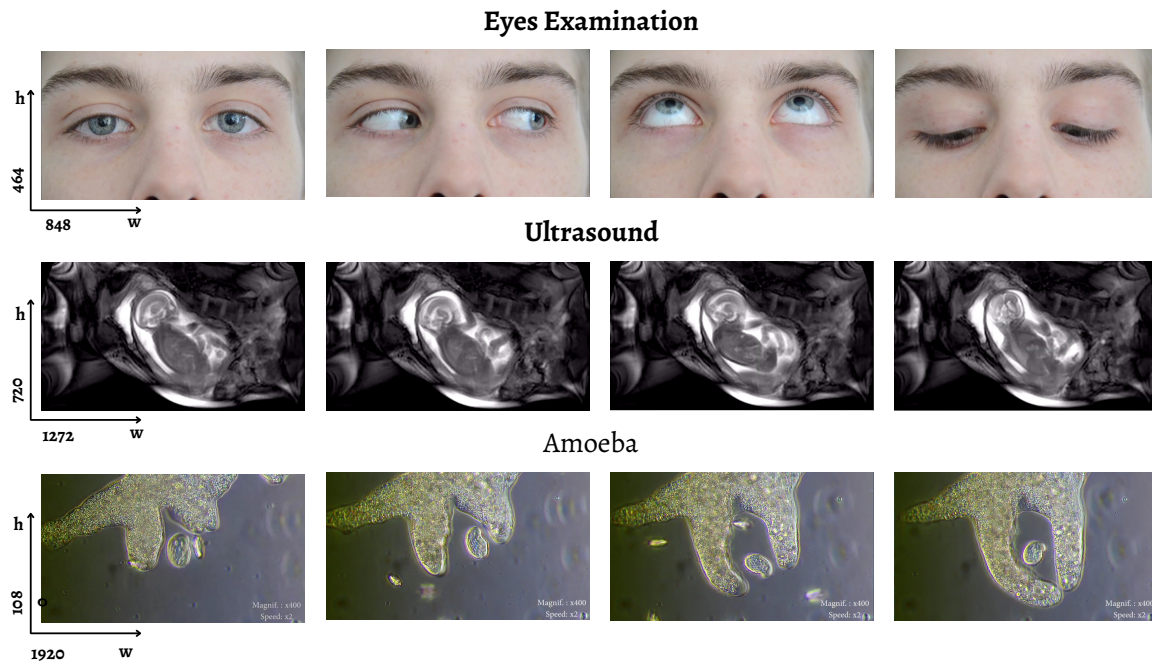 Eyes Examination
h
464
848 w
Ultrasound
h
720
1272 w
Amoeba
h
108
0
Magnif. : x400
Speed: x2
Magnif. : x400
Speed: x2
Magnif. : x400
Speed: x2
Magnif. : x400
Speed: x2
1920 w